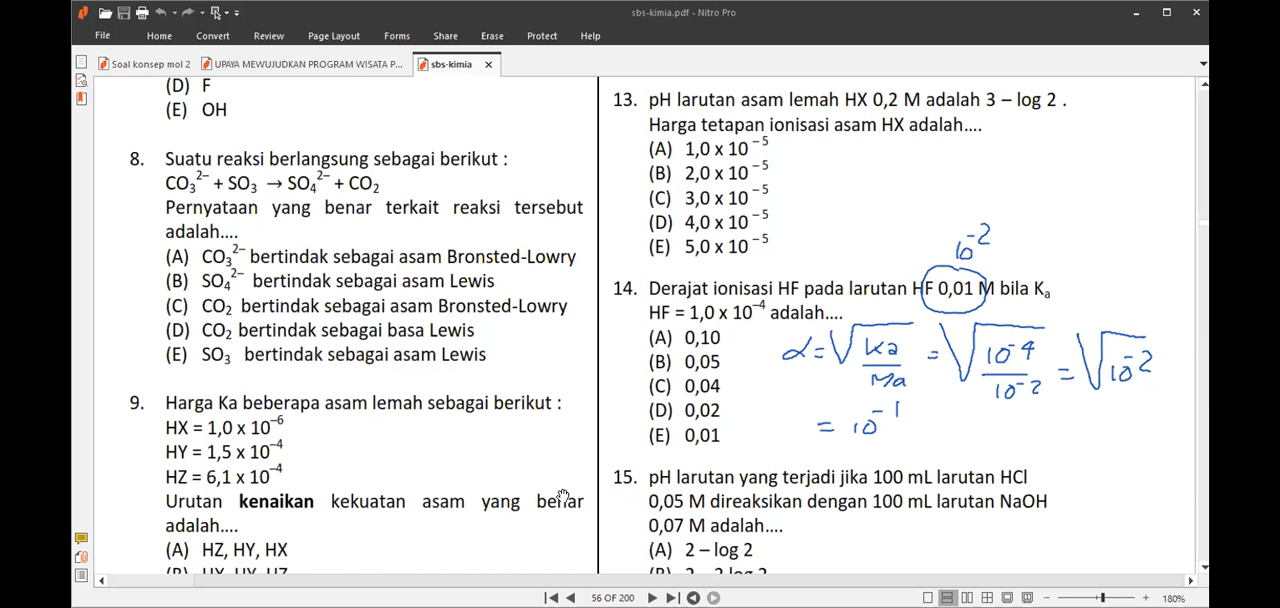 sbs-kimia.pdf - Nitro Pro
File Home Convert Review Page Layout Forms Share Erase Protect Help
Soal konsep mol 2 UPAYA MEWUJUDKAN PROGRAM WISATA P... sbs-kimia
(D) F
(E) OH
8. Suatu reaksi berlangsung sebagai berikut :
CO₃²⁻ + SO₃ → SO₄²⁻ + CO₂
Pernyataan yang benar terkait reaksi tersebut
adalah....
(A) CO₃²⁻ bertindak sebagai asam Bronsted-Lowry
(B) SO₄²⁻ bertindak sebagai asam Lewis
(C) CO₂ bertindak sebagai asam Bronsted-Lowry
(D) CO₂ bertindak sebagai basa Lewis
(E) SO₃ bertindak sebagai asam Lewis
9. Harga Ka beberapa asam lemah sebagai berikut :
HX = 1,0 x 10⁻⁶
HY = 1,5 x 10⁻⁴
HZ = 6,1 x 10⁻⁴
Urutan kenaikan kekuatan asam yang benar
adalah....
(A) HZ, HY, HX
(B) HX, HY, HZ
13. pH larutan asam lemah HX 0,2 M adalah 3 – log 2 .
Harga tetapan ionisasi asam HX adalah....
(A) 1,0 x 10⁻⁵
(B) 2,0 x 10⁻⁵
(C) 3,0 x 10⁻⁵
(D) 4,0 x 10⁻⁵
(E) 5,0 x 10⁻⁵
10⁻²
14. Derajat ionisasi HF pada larutan HF 0,01 M bila Kₐ
HF = 1,0 x 10⁻⁴ adalah....
(A) 0,10
(B) 0,05
(C) 0,04
(D) 0,02
(E) 0,01
α = √(Ka/Ma) = √(10⁻⁴/10⁻²) = √10⁻²
= 10⁻¹
15. pH larutan yang terjadi jika 100 mL larutan HCl
0,05 M direaksikan dengan 100 mL larutan NaOH
0,07 M adalah....
(A) 2 – log 2
(B) 2 – 2 log 2
56 OF 200
180%